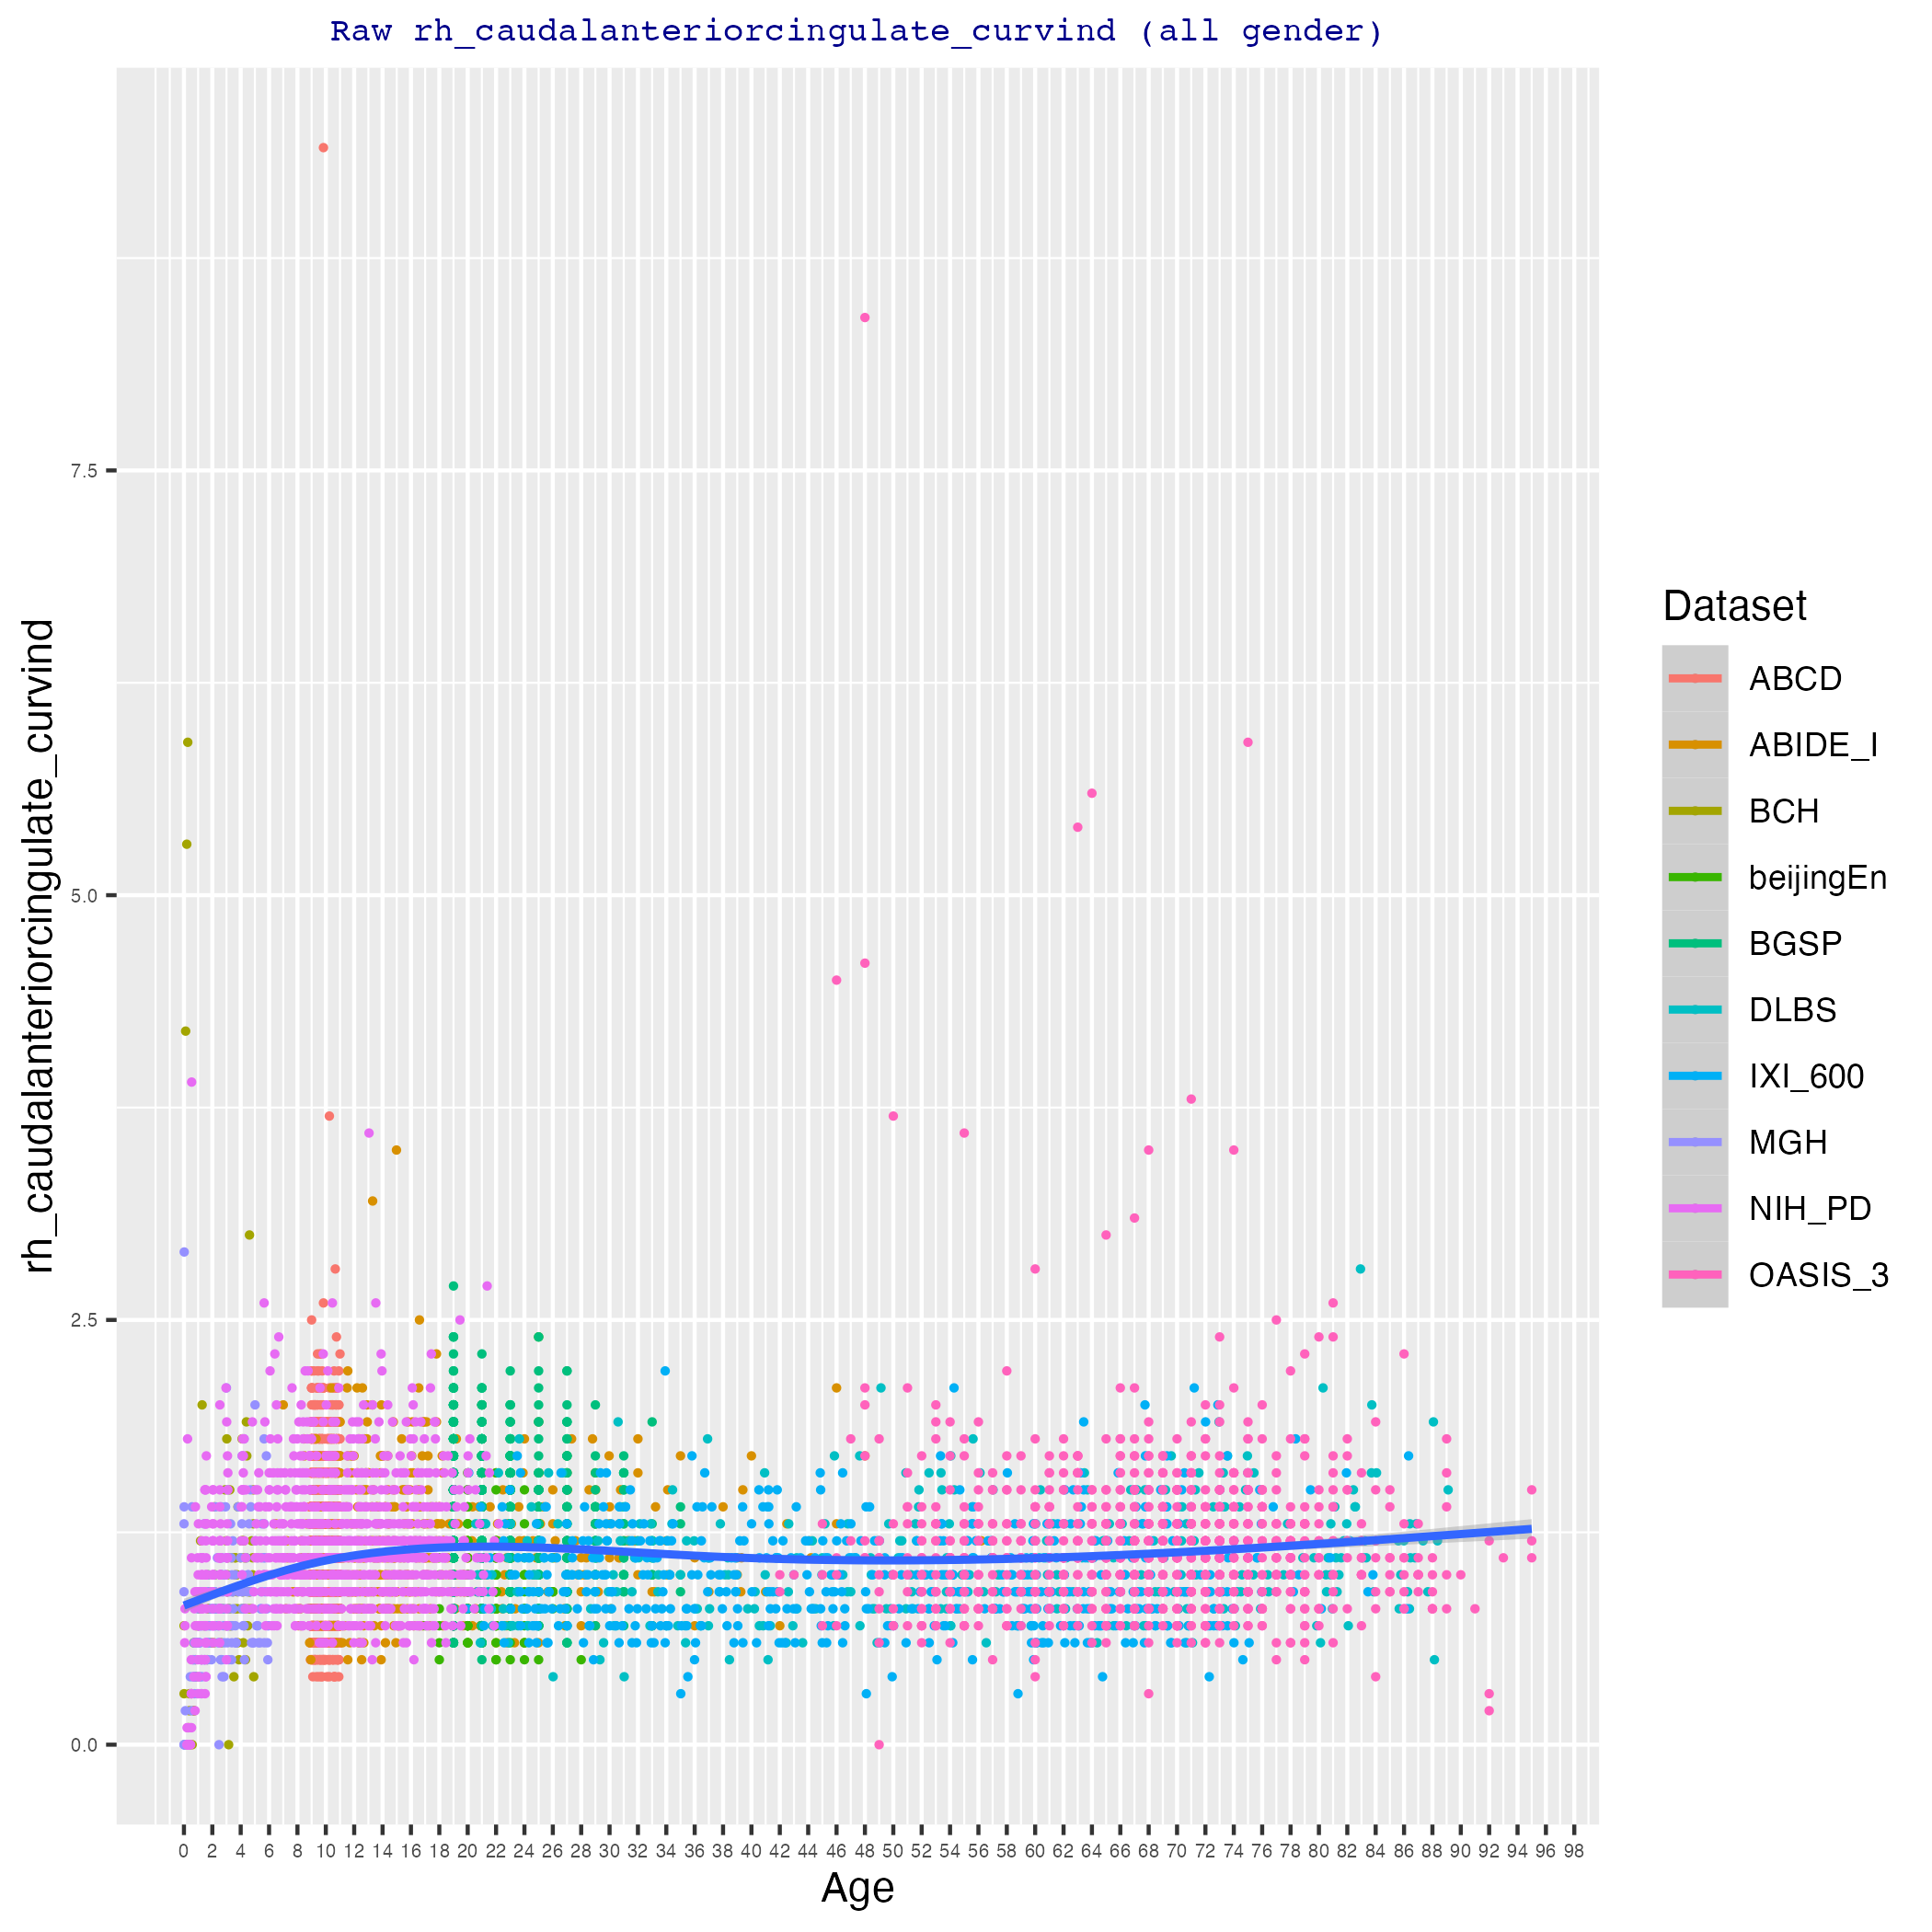 Raw rh_caudalanteriorcingulate_curvind (all gender)
rh_caudalanteriorcingulate_curvind
7.5
5.0
2.5
0.0
0 2 4 6 8 10 12 14 16 18 20 22 24 26 28 30 32 34 36 38 40 42 44 46 48 50 52 54 56 58 60 62 64 66 68 70 72 74 76 78 80 82 84 86 88 90 92 94 96 98
Age
Dataset
ABCD
ABIDE_I
BCH
beijingEn
BGSP
DLBS
IXI_600
MGH
NIH_PD
OASIS_3